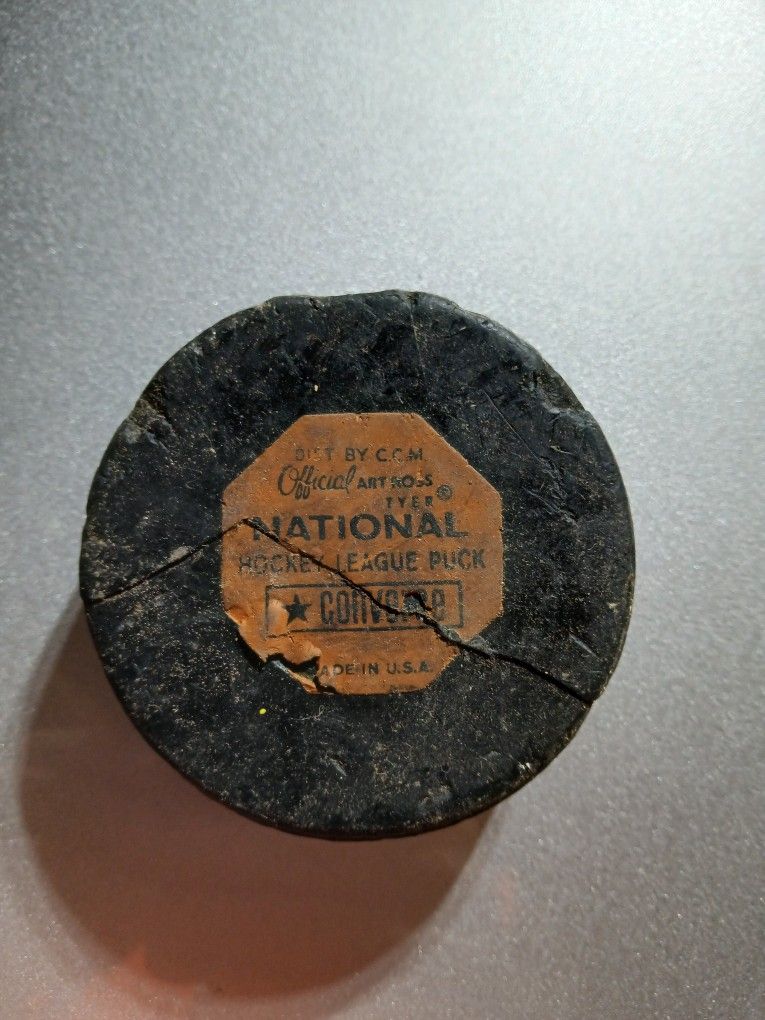 DIST BY C.C.M.
Official ART ROSS
TYER®
NATIONAL
HOCKEY LEAGUE PUCK
★ CONVERSE
MADE IN U.S.A.